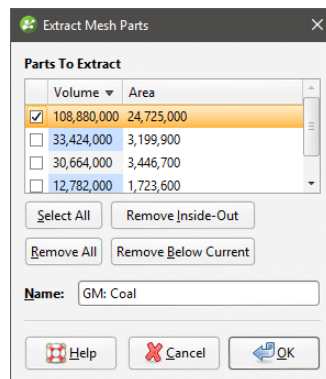 Extract Mesh Parts
Parts To Extract
Volume Area
108,880,000 24,725,000
33,424,000 3,199,900
30,664,000 3,446,700
12,782,000 1,723,600
Select All Remove Inside-Out
Remove All Remove Below Current
Name: GM: Coal
Help Cancel OK